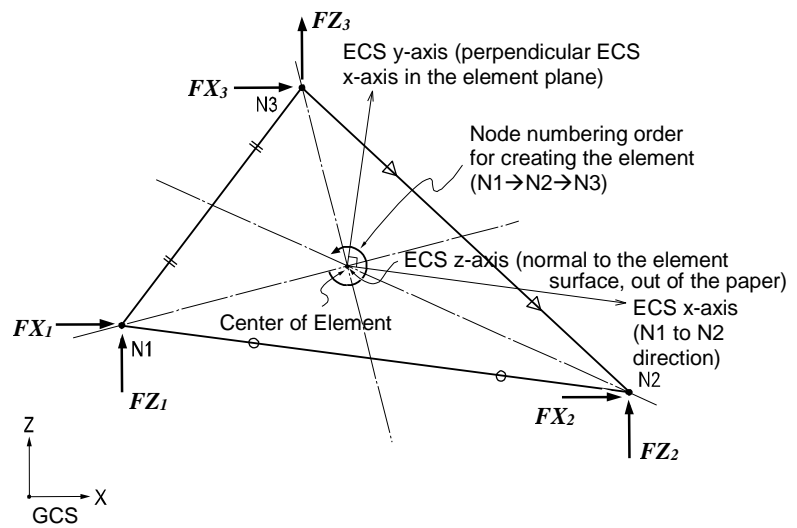 FZ3
ECS y-axis (perpendicular ECS
x-axis in the element plane)
FX3
N3
Node numbering order
for creating the element
(N1→N2→N3)
ECS z-axis (normal to the element
surface, out of the paper)
Center of Element
ECS x-axis
(N1 to N2
direction)
FX1
N1
N2
FZ1
FX2
FZ2
Z
X
GCS